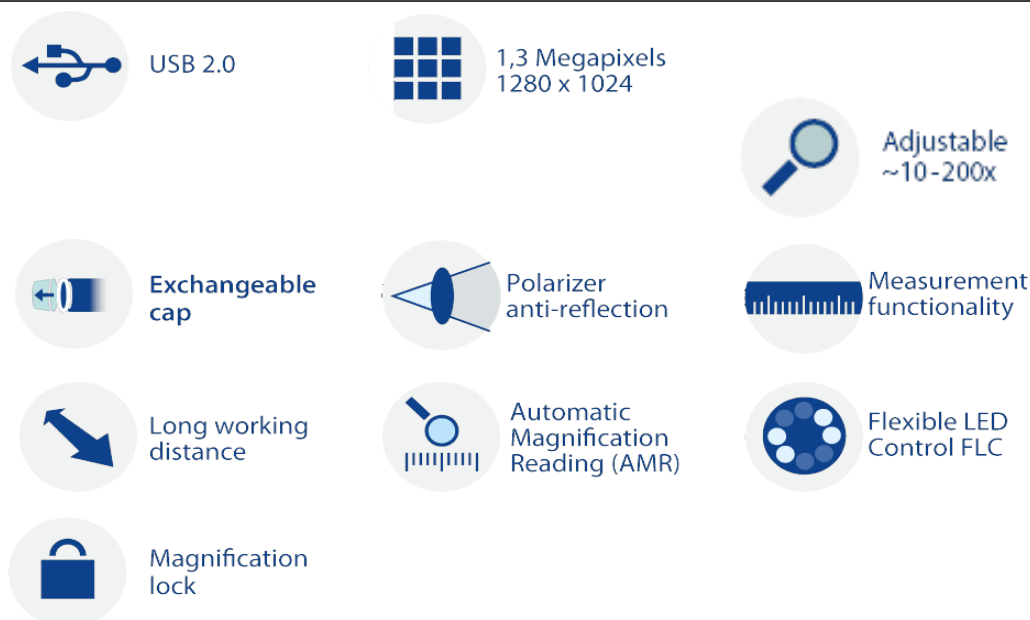 USB 2.0
1,3 Megapixels
1280 x 1024
Adjustable
~10-200x
Exchangeable
cap
Polarizer
anti-reflection
Measurement
functionality
Long working
distance
Automatic
Magnification
Reading (AMR)
Flexible LED
Control FLC
Magnification
lock